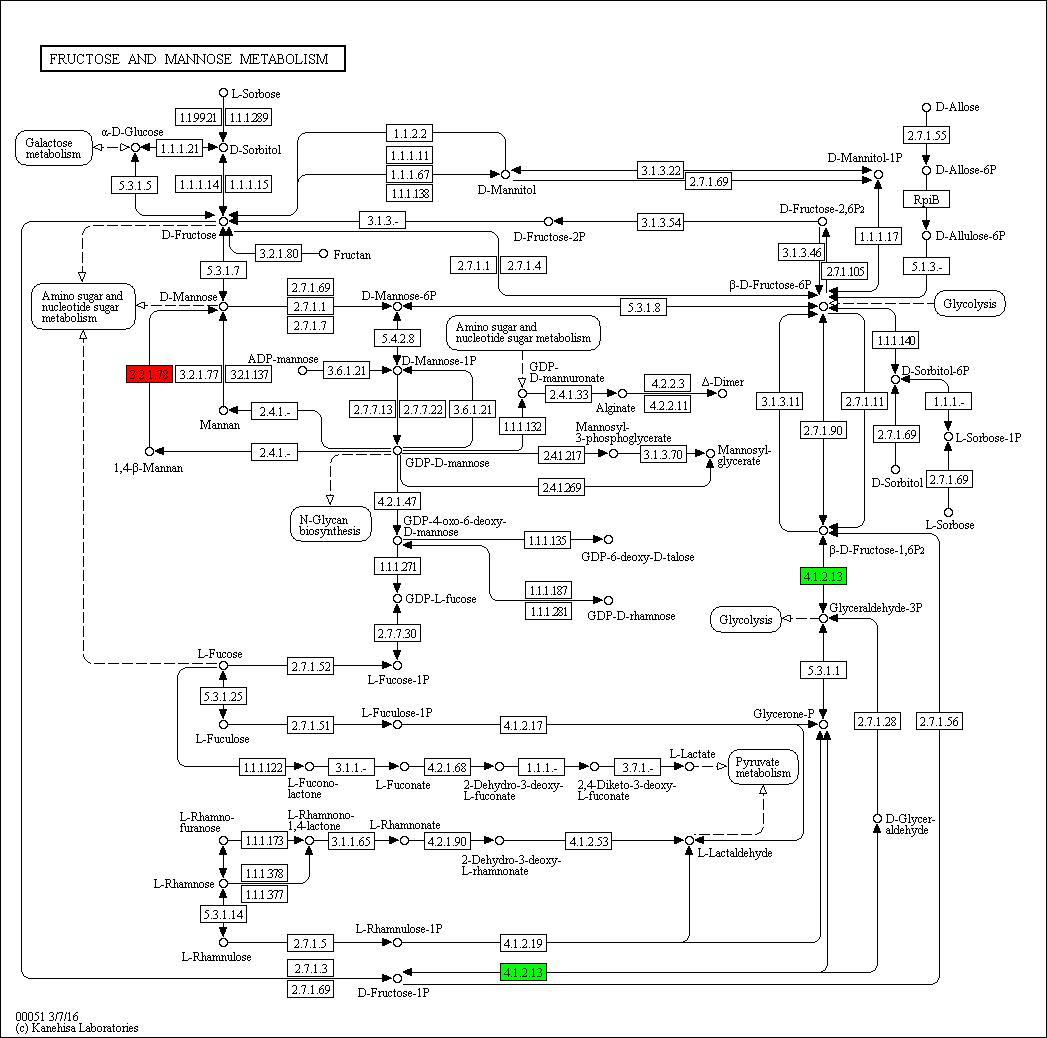 FRUCTOSE AND MANNOSE METABOLISM
L-Sorbose
1.1.99.21
1.1.1.289
α-D-Glucose
Galactose
metabolism
1.1.1.21
D-Sorbitol
5.3.1.5
1.1.1.14
1.1.1.15
1.1.2.2
1.1.1.11
1.1.1.67
1.1.1.138
D-Mannitol
3.1.3.22
2.7.1.69
D-Mannitol-1P
D-Allose
2.7.1.55
D-Allose-6P
RpiB
D-Allulose-6P
5.1.3.-
1.1.1.17
D-Fructose
3.1.3.-
D-Fructose-2P
3.1.3.54
D-Fructose-2,6P2
3.1.3.46
2.7.1.105
3.2.1.80
Fructan
5.3.1.7
2.7.1.1
2.7.1.4
β-D-Fructose-6P
Glycolysis
Amino sugar and
nucleotide sugar
metabolism
D-Mannose
2.7.1.69
2.7.1.1
2.7.1.7
D-Mannose-6P
5.3.1.8
5.4.2.8
Amino sugar and
nucleotide sugar metabolism
1.1.1.140
D-Sorbitol-6P
3.2.1.78
3.2.1.77
3.2.1.137
ADP-mannose
3.6.1.21
D-Mannose-1P
GDP-
D-mannuronate
2.4.1.33
Alginate
4.2.2.3
4.2.2.11
Δ-Dimer
3.1.3.11
2.7.1.90
2.7.1.11
2.7.1.69
1.1.1.-
L-Sorbose-1P
Mannan
2.4.1.-
2.7.7.13
2.7.7.22
3.6.1.21
1.1.1.132
Mannosyl-
3-phosphoglycerate
1,4-β-Mannan
2.4.1.-
GDP-D-mannose
2.4.1.217
3.1.3.70
Mannosyl-
glycerate
2.4.1.269
D-Sorbitol
2.7.1.69
L-Sorbose
N-Glycan
biosynthesis
4.2.1.47
GDP-4-oxo-6-deoxy-
D-mannose
1.1.1.135
GDP-6-deoxy-D-talose
β-D-Fructose-1,6P2
1.1.1.271
4.1.2.13
GDP-L-fucose
1.1.1.187
1.1.1.281
GDP-D-rhamnose
Glycolysis
Glyceraldehyde-3P
2.7.7.30
L-Fucose
2.7.1.52
L-Fucose-1P
5.3.1.1
5.3.1.25
L-Fuculose
2.7.1.51
L-Fuculose-1P
4.1.2.17
Glycerone-P
2.7.1.28
2.7.1.56
1.1.1.122
L-Fucono-
lactone
3.1.1.-
L-Fuconate
4.2.1.68
2-Dehydro-3-deoxy-
L-fuconate
1.1.1.-
2,4-Diketo-3-deoxy-
L-fuconate
3.7.1.-
L-Lactate
Pyruvate
metabolism
L-Rhamno-
furanose
1.1.1.173
L-Rhamnono-
1,4-lactone
3.1.1.65
L-Rhamnonate
4.2.1.90
2-Dehydro-3-deoxy-
L-rhamnonate
4.1.2.53
L-Lactaldehyde
D-Glycer-
aldehyde
L-Rhamnose
1.1.1.378
1.1.1.377
5.3.1.14
L-Rhamnulose
2.7.1.5
L-Rhamnulose-1P
4.1.2.19
2.7.1.3
2.7.1.69
D-Fructose-1P
4.1.2.13
00051 3/7/16
(c) Kanehisa Laboratories